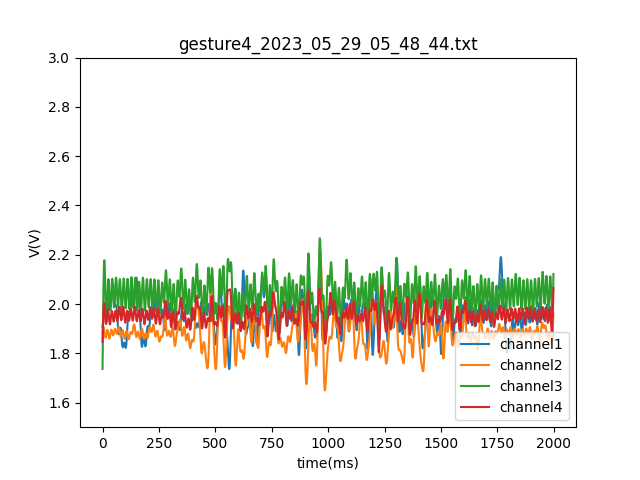 gesture4_2023_05_29_05_48_44.txt
3.0
2.8
2.6
2.4
2.2
2.0
1.8
1.6
V(V)
channel1
channel2
channel3
channel4
0 250 500 750 1000 1250 1500 1750 2000
time(ms)